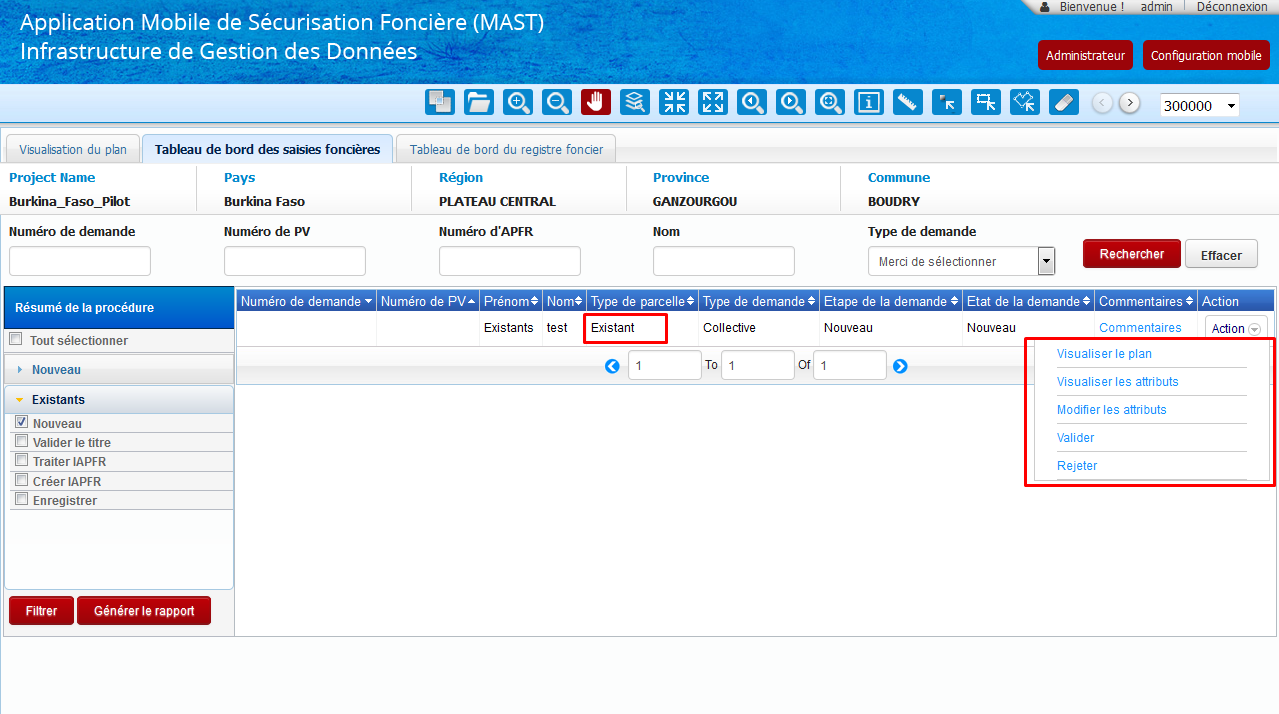 Application Mobile de Sécurisation Foncière (MAST)
Infrastructure de Gestion des Données
Bienvenue ! admin Déconnexion
Administrateur Configuration mobile
300000
Visualisation du plan Tableau de bord des saisies foncières Tableau de bord du registre foncier
Project Name Pays Région Province Commune
Burkina_Faso_Pilot Burkina Faso PLATEAU CENTRAL GANZOURGOU BOUDRY
Numéro de demande Numéro de PV Numéro d'APFR Nom Type de demande
Merci de sélectionner Rechercher Effacer
Résumé de la procédure
Tout sélectionner
Nouveau
Existants
Nouveau
Valider le titre
Traiter lAPFR
Créer lAPFR
Enregistrer
Filtrer Générer le rapport
Numéro de demande Numéro de PV Prénom Nom Type de parcelle Type de demande Etape de la demande Etat de la demande Commentaires Action
Existants test Existant Collective Nouveau Nouveau Commentaires Action
1 To 1 Of 1
Visualiser le plan
Visualiser les attributs
Modifier les attributs
Valider
Rejeter